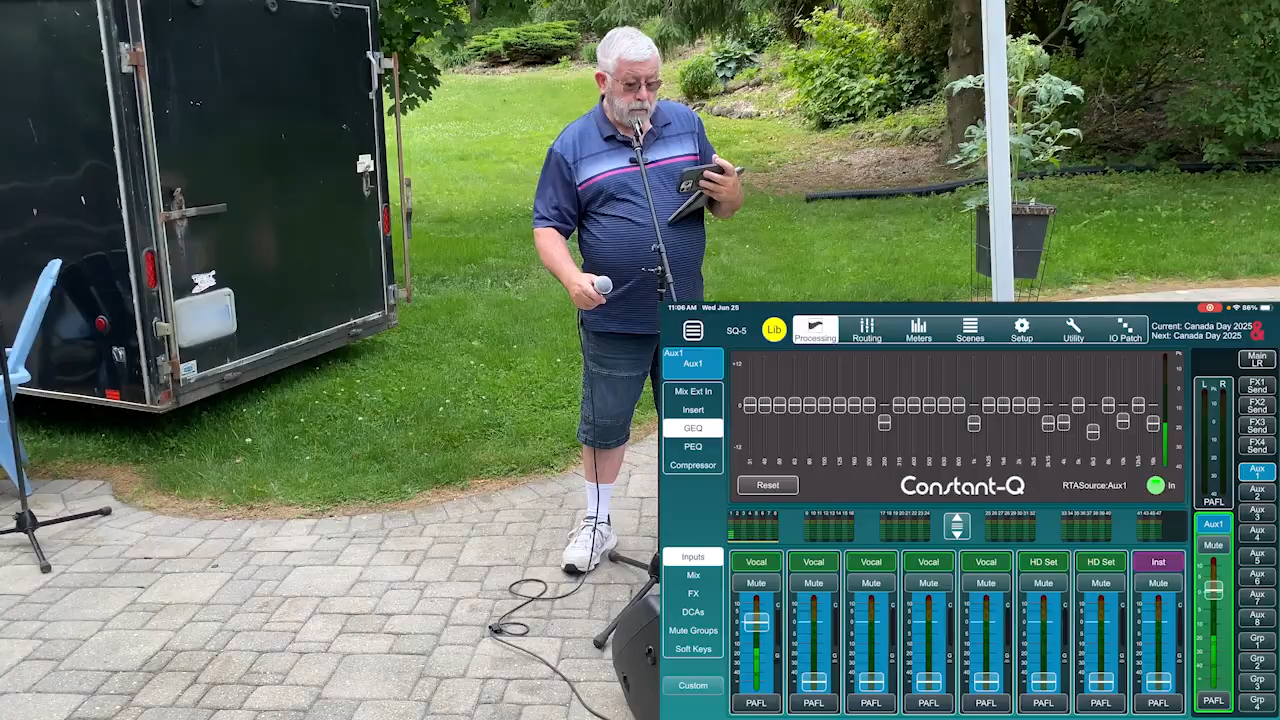 11:06 AM Wed Jun 25
86%
SQ-5
Lib
Processing
Routing
Meters
Scenes
Setup
Utility
IO Patch
Current: Canada Day 2025
Next: Canada Day 2025
Aux1
Aux1
Mix Ext In
Insert
GEQ
PEQ
Compressor
+12
-12
Reset
Constant-Q
RTASource:Aux1
In
L R
PAFL
Main
LR
FX1
Send
FX2
Send
FX3
Send
FX4
Send
Aux
1
Aux
2
Aux
3
Aux
4
Aux
5
Aux
6
Aux
7
Aux
8
Grp
1
Grp
2
Grp
3
Grp
4
Inputs
Mix
FX
DCAs
Mute Groups
Soft Keys
Custom
Vocal Vocal Vocal Vocal Vocal HD Set HD Set Inst
Mute Mute Mute Mute Mute Mute Mute Mute
PAFL PAFL PAFL PAFL PAFL PAFL PAFL PAFL
Aux1
Mute
PAFL